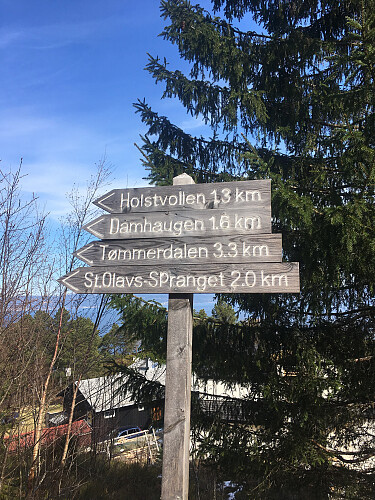 Holstvollen 1.3 km
Damhaugen 1.6 km
Tømmerdalen 3.3 km
St.Olavs-Spranget 2.0 km